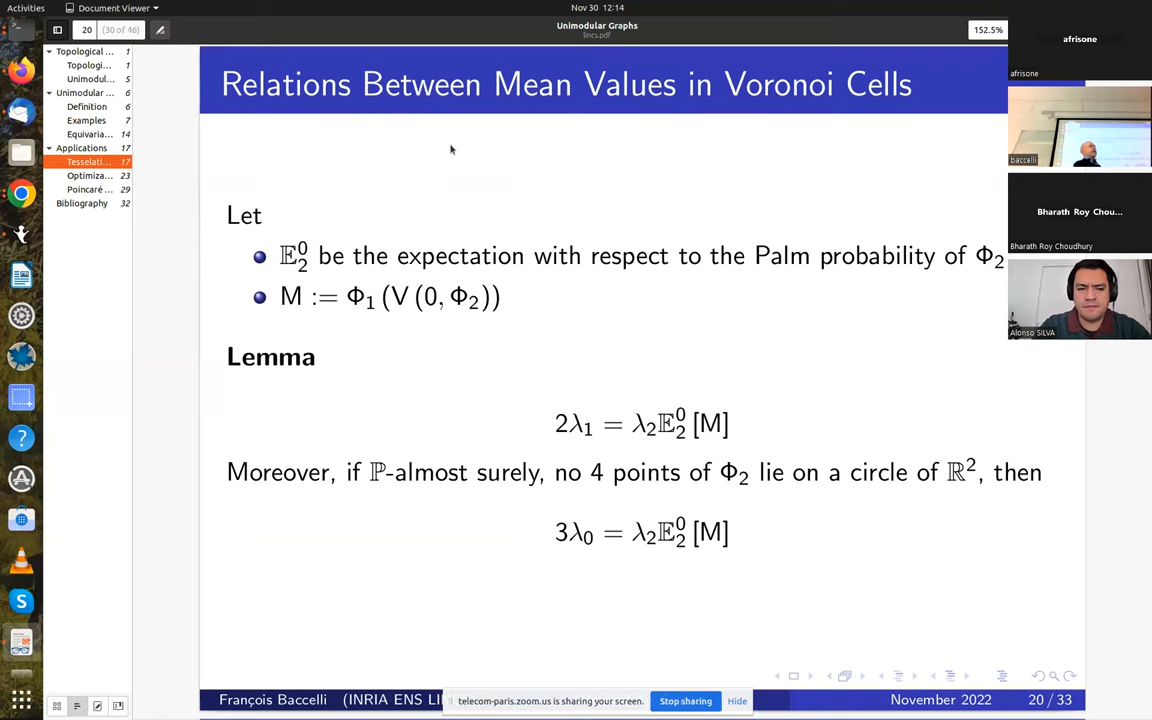 Activities
Document Viewer
Nov 30 12:14
20
(30 of 46)
Unimodular Graphs
lincs.pdf
152.5%
Topological ... 1
Topologi... 1
Unimodul... 5
Unimodular ... 6
Definition 6
Examples 7
Equivaria... 14
Applications 17
Tesselati... 17
Optimiza... 23
Poincaré ... 29
Bibliography 32
Relations Between Mean Values in Voronoi Cells
Let
𝔼₂⁰ be the expectation with respect to the Palm probability of Φ₂
M := Φ₁ (V (0, Φ₂))
Lemma
2λ₁ = λ₂𝔼₂⁰ [M]
Moreover, if ℙ-almost surely, no 4 points of Φ₂ lie on a circle of ℝ², then
3λ₀ = λ₂𝔼₂⁰ [M]
François Baccelli (INRIA ENS LI
November 2022
20 / 33
telecom-paris.zoom.us is sharing your screen.
Stop sharing
Hide
afrisone
afrisone
baccelli
Bharath Roy Chou...
Bharath Roy Choudhury
Alonso SILVA